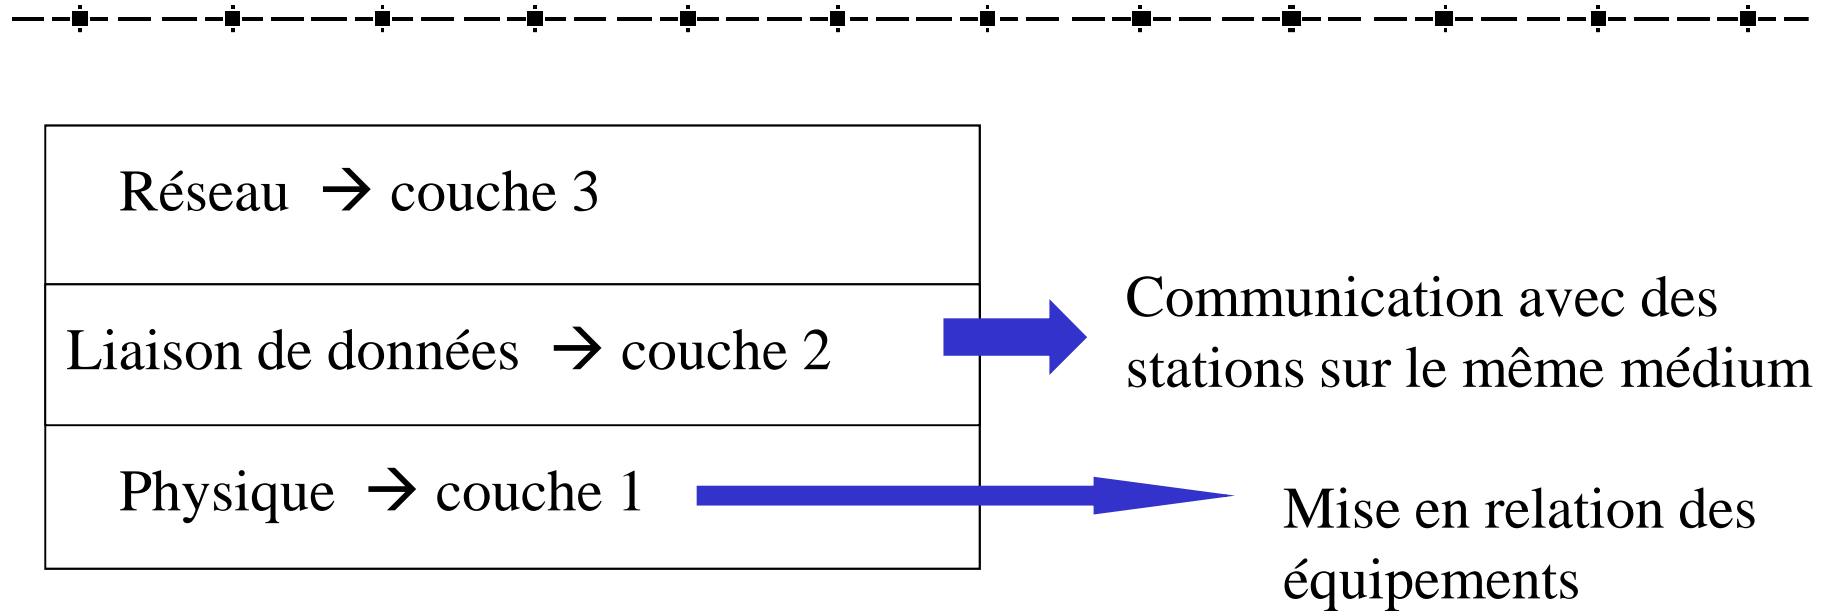 Réseau → couche 3
Liaison de données → couche 2
Communication avec des
stations sur le même médium
Physique → couche 1
Mise en relation des
équipements